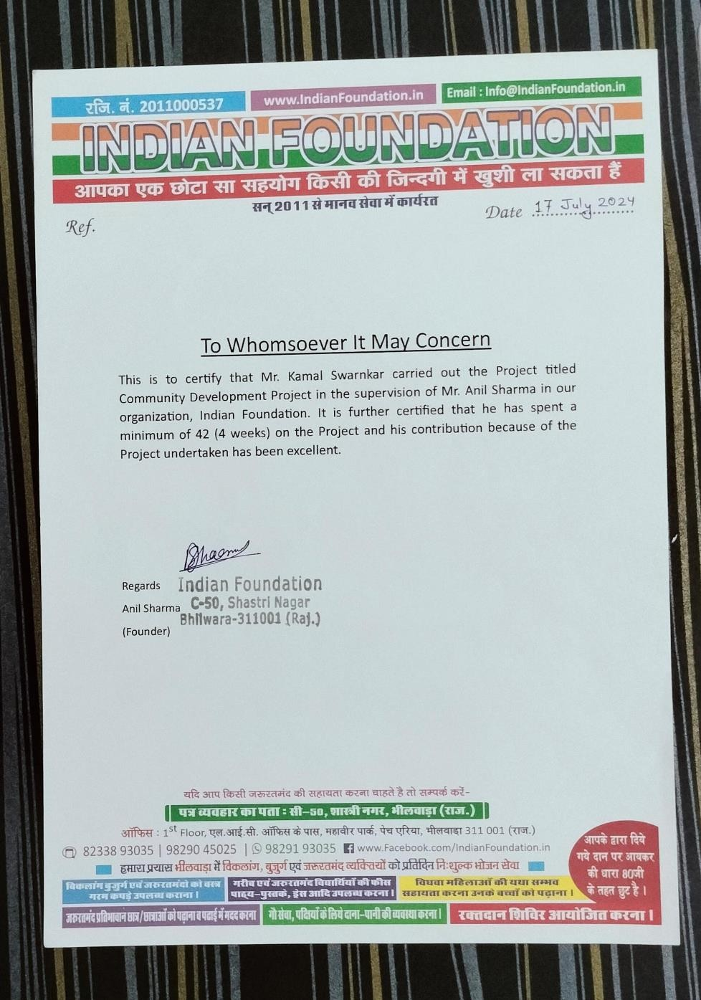 रजि. नं. 2011000537
www.IndianFoundation.in
Email : Info@IndianFoundation.in
INDIAN FOUNDATION
आपका एक छोटा सा सहयोग किसी की जिन्दगी में खुशी ला सकता हैं
सन् 2011 से मानव सेवा में कार्यरत
Ref.
Date 17 July 2024
To Whomsoever It May Concern
This is to certify that Mr. Kamal Swarnkar carried out the Project titled
Community Development Project in the supervision of Mr. Anil Sharma in our
organization, Indian Foundation. It is further certified that he has spent a
minimum of 42 (4 weeks) on the Project and his contribution because of the
Project undertaken has been excellent.
Regards
Indian Foundation
Anil Sharma
C-50, Shastri Nagar
Bhilwara-311001 (Raj.)
(Founder)
यदि आप किसी जरूरतमंद की सहायता करना चाहते है तो सम्पर्क करें-
पत्र व्यवहार का पता : सी-50, शास्त्री नगर, भीलवाड़ा (राज.)
ऑफिस : 1st Floor, एल.आई.सी. ऑफिस के पास, महावीर पार्क, पेच एरिया, भीलवाड़ा 311 001 (राज.)
82338 93035 | 98290 45025 | 98291 93035 www.Facebook.com/IndianFoundation.in
हमारा प्रयास भीलवाड़ा में विकलांग, बुजुर्ग एवं जरूरतमंद व्यक्तियों को प्रतिदिन निःशुल्क भोजन सेवा
विकलांग बुजुर्ग एवं जरूरतमंदो को वस्त्र
गरम कपड़े उपलब्ध कराना ।
गरीब एवं जरूरतमंद विद्यार्थियों की फीस
पाठ्य-पुस्तके, ड्रेस आदि उपलब्ध करना ।
विधवा महिलाओं की यथा सम्भव
सहायता करना उनके बच्चों को पढ़ाना ।
जरूरतमंद प्रतिभावान छात्र / छात्राओं को पढ़ाना व पढाई में मदद करना
गौ सेवा, पक्षियों के लिये दाना-पानी की व्यवस्था करना ।
रक्तदान शिविर आयोजित करना ।
आपके द्वारा दिये
गये दान पर आयकर
की धारा 80जी
के तहत छुट है ।